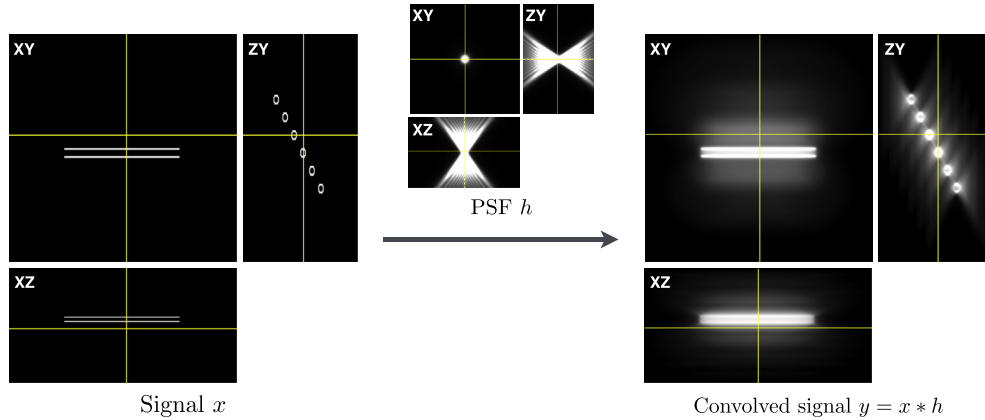 XY
ZY
XZ
Signal x
XY
ZY
XZ
PSF h
XY
ZY
XZ
Convolved signal y = x ∗ h